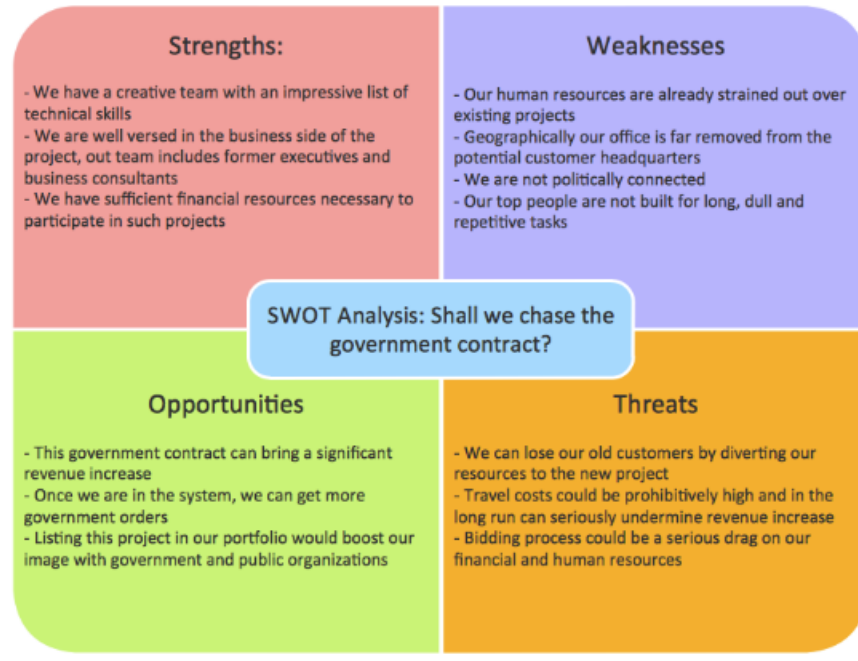 Strengths:
- We have a creative team with an impressive list of
technical skills
- We are well versed in the business side of the
project, out team includes former executives and
business consultants
- We have sufficient financial resources necessary to
participate in such projects
Weaknesses
- Our human resources are already strained out over
existing projects
- Geographically our office is far removed from the
potential customer headquarters
- We are not politically connected
- Our top people are not built for long, dull and
repetitive tasks
SWOT Analysis: Shall we chase the
government contract?
Opportunities
- This government contract can bring a significant
revenue increase
- Once we are in the system, we can get more
government orders
- Listing this project in our portfolio would boost our
image with government and public organizations
Threats
- We can lose our old customers by diverting our
resources to the new project
- Travel costs could be prohibitively high and in the
long run can seriously undermine revenue increase
- Bidding process could be a serious drag on our
financial and human resources